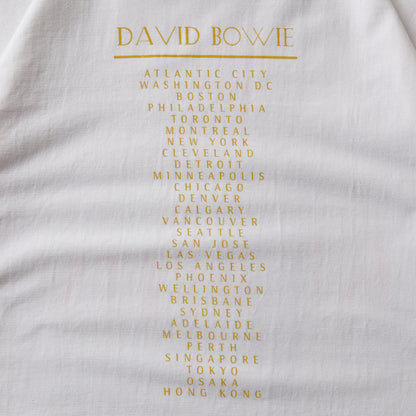 DAVID BOWIE
ATLANTIC CITY
WASHINGTON DC
BOSTON
PHILADELPHIA
TORONTO
MONTREAL
NEW YORK
CLEVELAND
DETROIT
MINNEAPOLIS
CHICAGO
DENVER
CALGARY
VANCOUVER
SEATTLE
SAN JOSE
LAS VEGAS
LOS ANGELES
PHOENIX
WELLINGTON
BRISBANE
SYDNEY
ADELAIDE
MELBOURNE
PERTH
SINGAPORE
TOKYO
OSAKA
HONG KONG